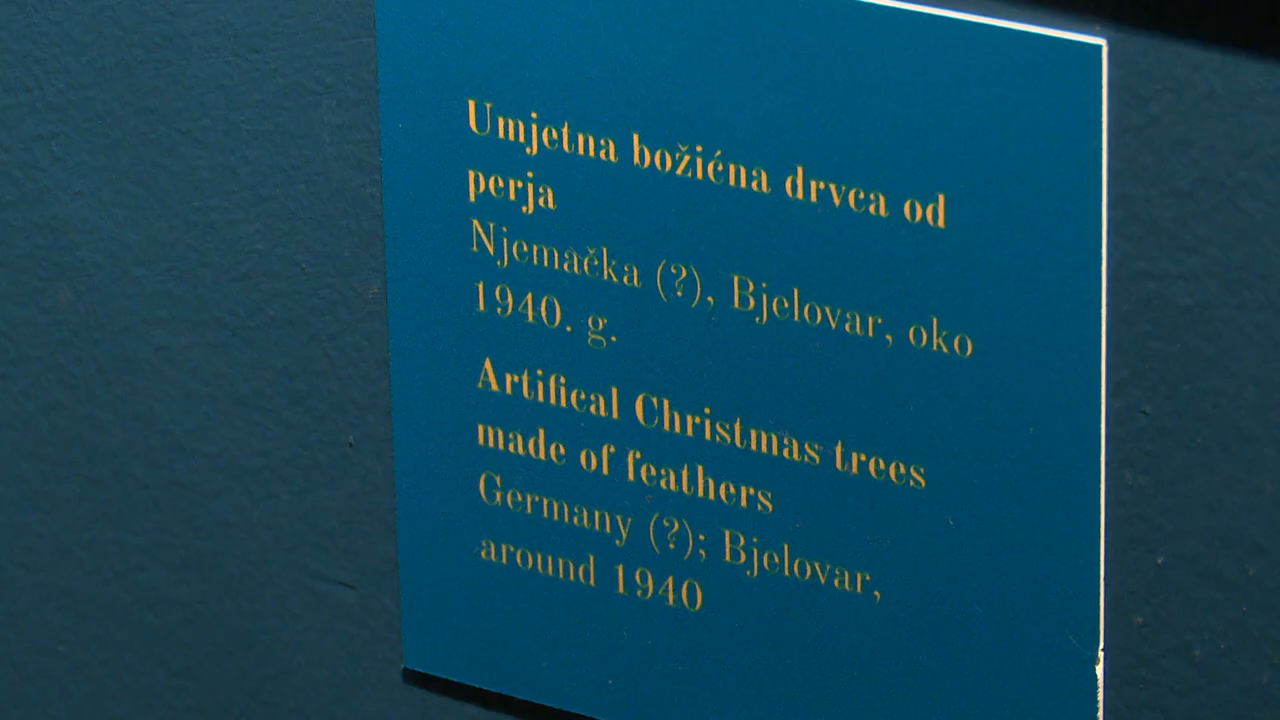 Umjetna božićna drvca od
perja
Njemačka (?), Bjelovar, oko
1940. g.
Artifical Christmas trees
made of feathers
Germany (?); Bjelovar,
around 1940